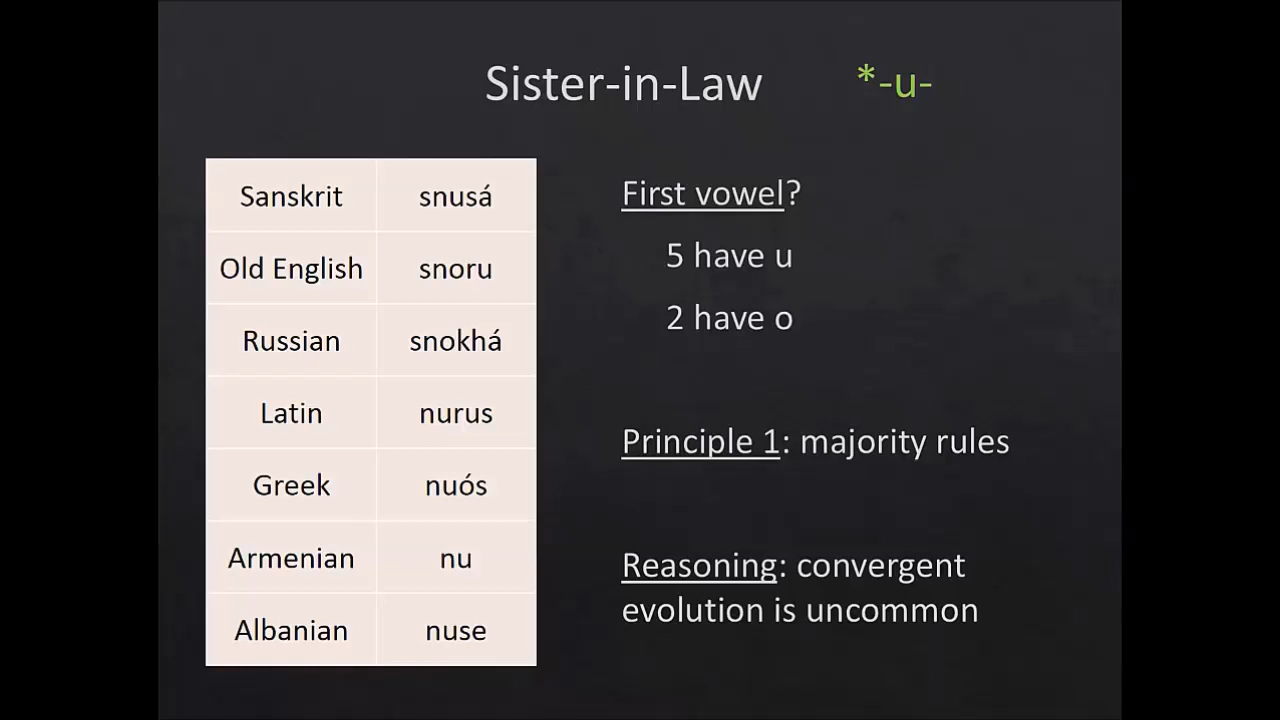 Sister-in-Law *-u-
Sanskrit snusá
Old English snoru
Russian snokhá
Latin nurus
Greek nuós
Armenian nu
Albanian nuse
First vowel?
5 have u
2 have o
Principle 1: majority rules
Reasoning: convergent
evolution is uncommon